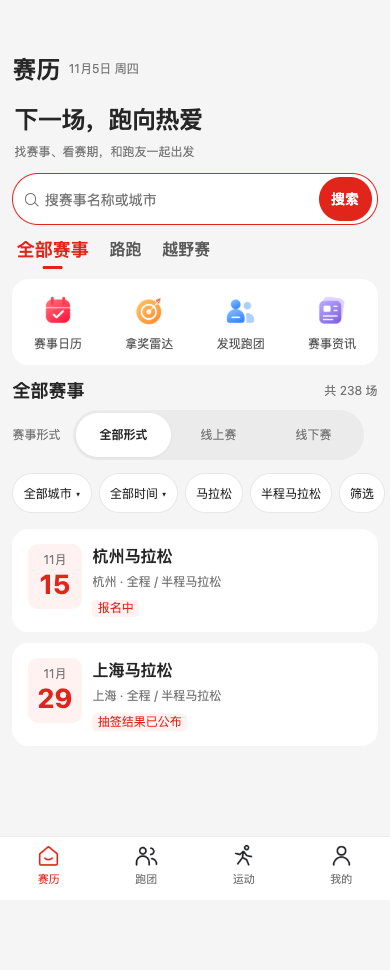 赛历 11月5日 周四
下一场，跑向热爱
找赛事、看赛期，和跑友一起出发
搜赛事名称或城市 搜索
全部赛事 路跑 越野赛
赛事日历 拿奖雷达 发现跑团 赛事资讯
全部赛事 共 238 场
赛事形式 全部形式 线上赛 线下赛
全部城市 全部时间 马拉松 半程马拉松 筛选
11月
15
杭州马拉松
杭州 · 全程 / 半程马拉松
报名中
11月
29
上海马拉松
上海 · 全程 / 半程马拉松
抽签结果已公布
赛历 跑团 运动 我的